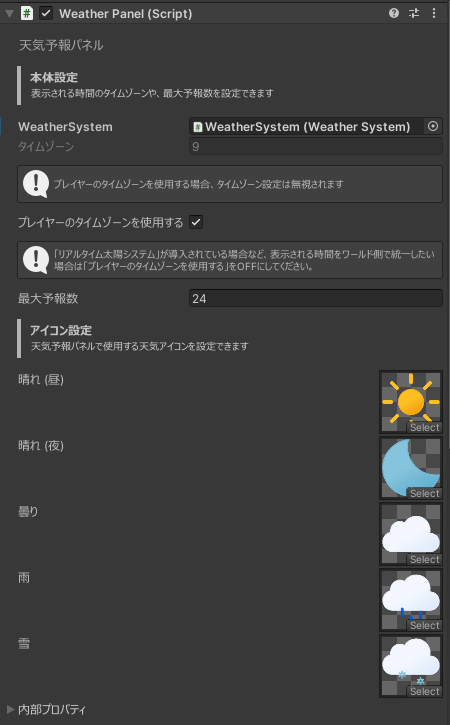 Weather Panel (Script)
天気予報パネル
本体設定
表示される時間のタイムゾーンや、最大予報数を設定できます
WeatherSystem
WeatherSystem (Weather System)
タイムゾーン
9
プレイヤーのタイムゾーンを使用する場合、タイムゾーン設定は無視されます
プレイヤーのタイムゾーンを使用する
「リアルタイム太陽システム」が導入されている場合など、表示される時間をワールド側で統一したい
場合は「プレイヤーのタイムゾーンを使用する」をOFFにしてください。
最大予報数
24
アイコン設定
天気予報パネルで使用する天気アイコンを設定できます
晴れ (昼)
Select
晴れ (夜)
Select
曇り
Select
雨
Select
雪
Select
内部プロパティ